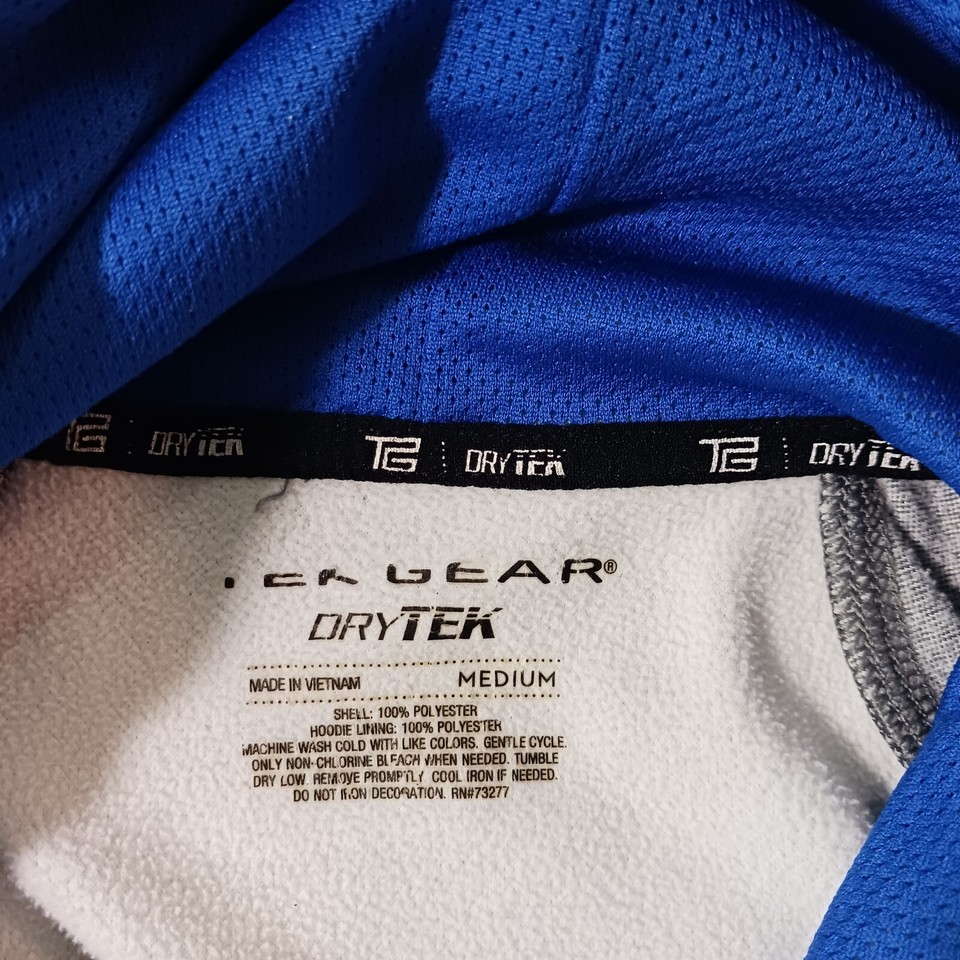 TG DRYTEK TG DRYTEK TG DRYTEK
TEK GEAR®
DRYTEK
MADE IN VIETNAM MEDIUM
SHELL: 100% POLYESTER
HOODIE LINING: 100% POLYESTER
MACHINE WASH COLD WITH LIKE COLORS. GENTLE CYCLE.
ONLY NON-CHLORINE BLEACH WHEN NEEDED. TUMBLE
DRY LOW. REMOVE PROMPTLY. COOL IRON IF NEEDED.
DO NOT IRON DECORATION. RN#73277